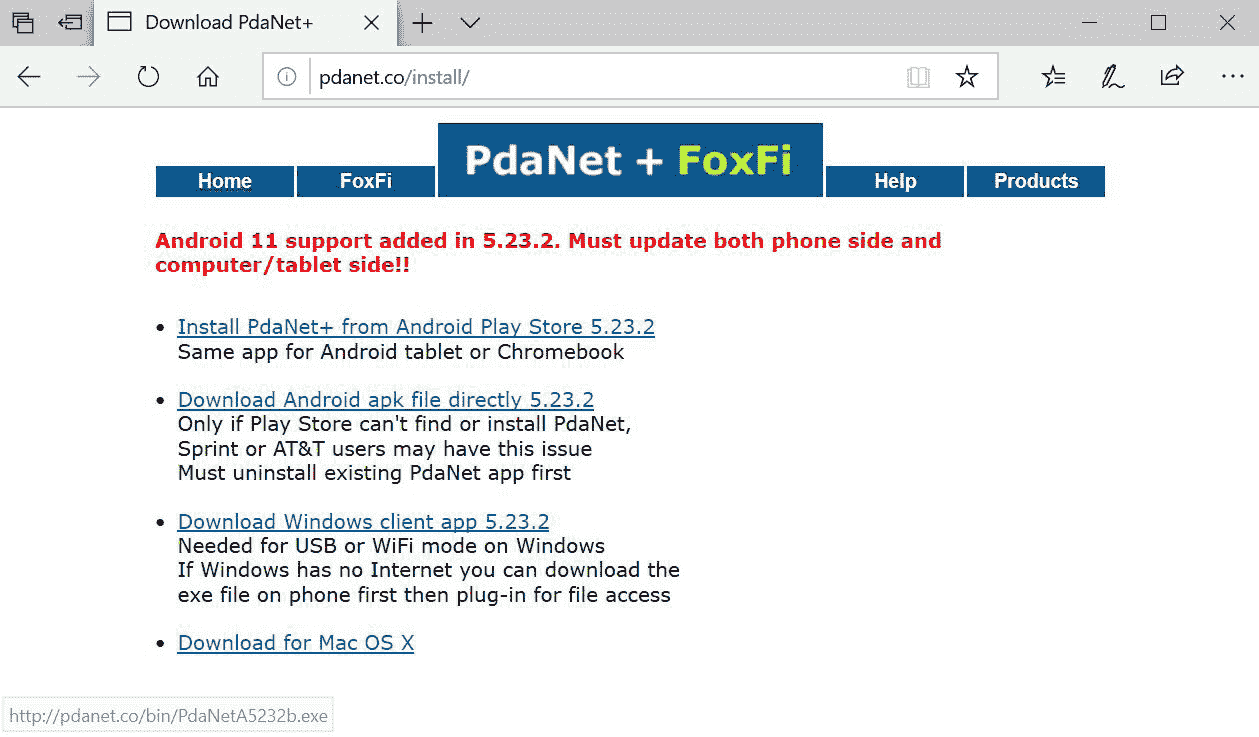 Download PdaNet+
pdanet.co/install/
PdaNet + FoxFi
Home
FoxFi
Help
Products
Android 11 support added in 5.23.2. Must update both phone side and
computer/tablet side!!
Install PdaNet+ from Android Play Store 5.23.2
Same app for Android tablet or Chromebook
Download Android apk file directly 5.23.2
Only if Play Store can't find or install PdaNet,
Sprint or AT&T users may have this issue
Must uninstall existing PdaNet app first
Download Windows client app 5.23.2
Needed for USB or WiFi mode on Windows
If Windows has no Internet you can download the
exe file on phone first then plug-in for file access
Download for Mac OS X
http://pdanet.co/bin/PdaNetA5232b.exe